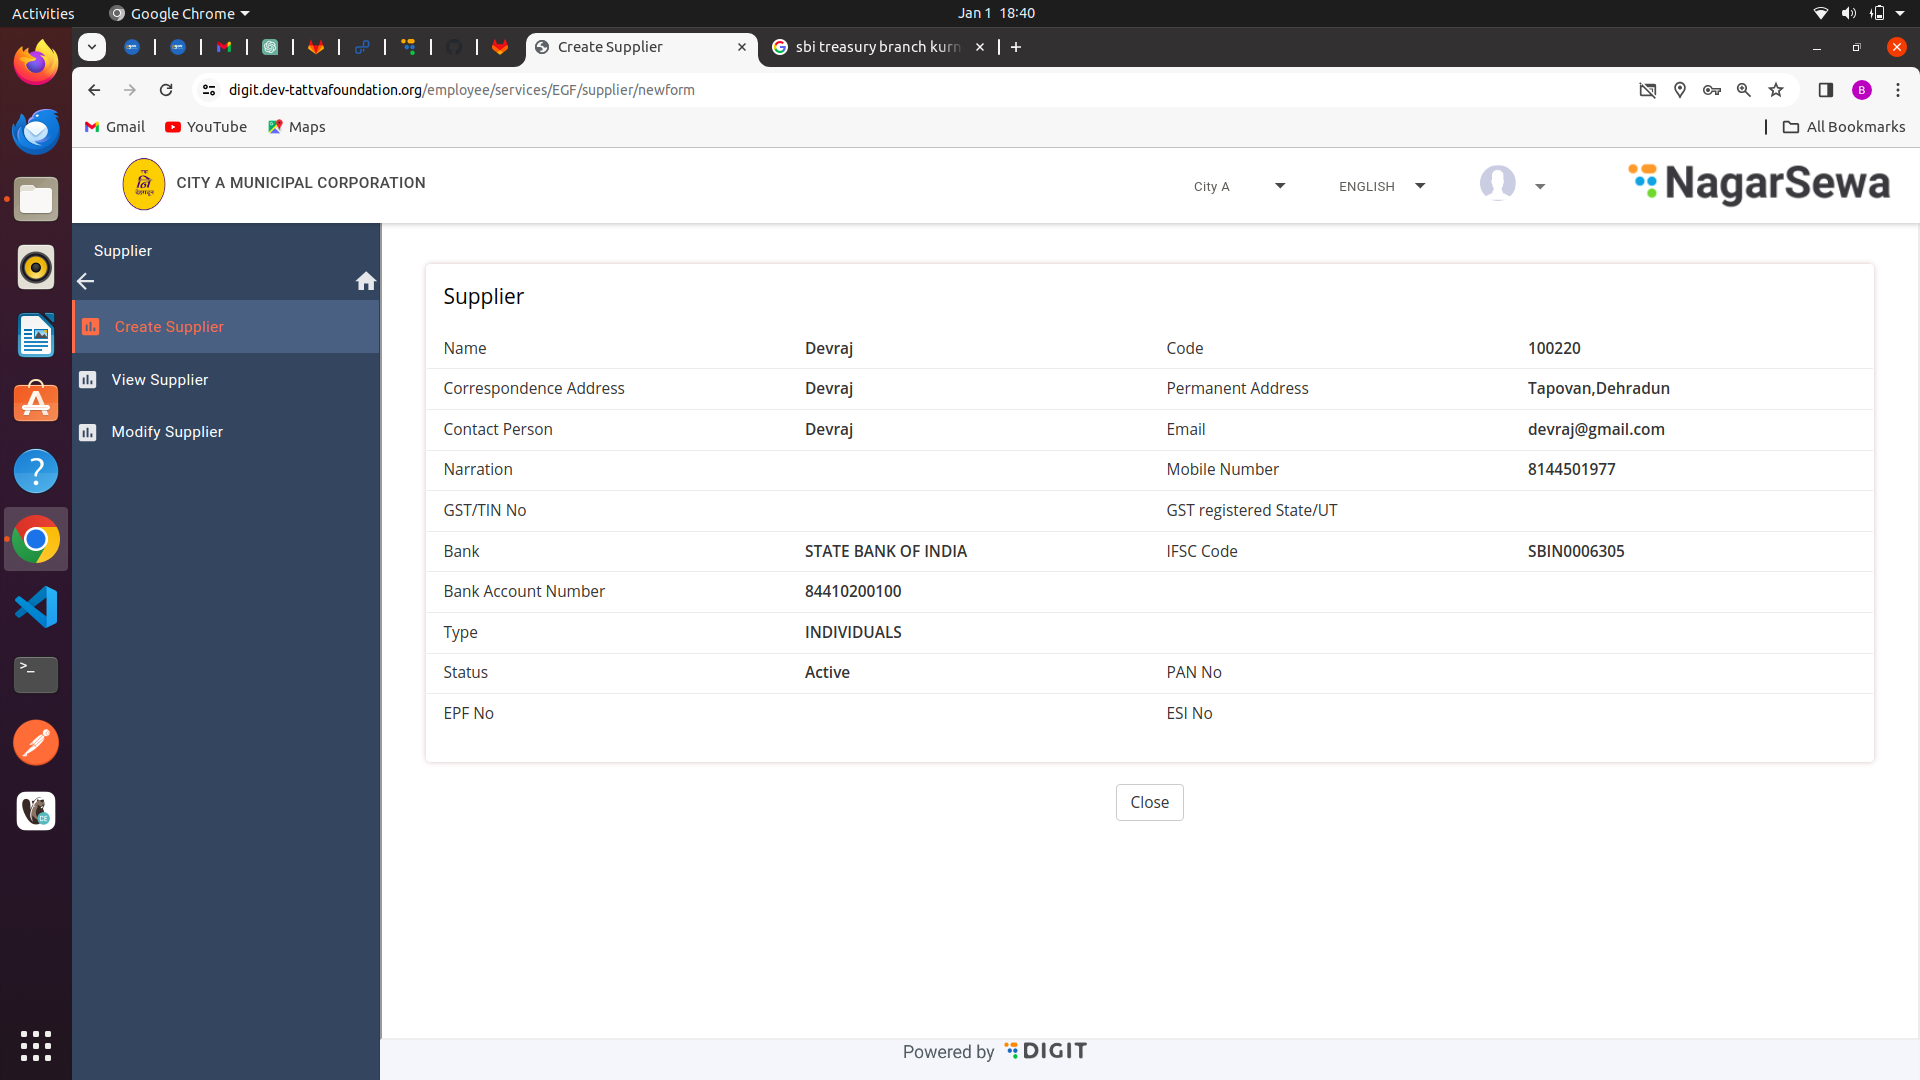 Activities Google Chrome Jan 1 18:40
Create Supplier sbi treasury branch kurn
digit.dev-tattvafoundation.org/employee/services/EGF/supplier/newform B
Gmail YouTube Maps All Bookmarks
CITY A MUNICIPAL CORPORATION City A ENGLISH NagarSewa
नि
Supplier
Create Supplier
View Supplier
Modify Supplier
Supplier
Name Devraj Code 100220
Correspondence Address Devraj Permanent Address Tapovan,Dehradun
Contact Person Devraj Email devraj@gmail.com
Narration Mobile Number 8144501977
GST/TIN No GST registered State/UT
Bank STATE BANK OF INDIA IFSC Code SBIN0006305
Bank Account Number 84410200100
Type INDIVIDUALS
Status Active PAN No
EPF No ESI No
Close
Powered by DIGIT